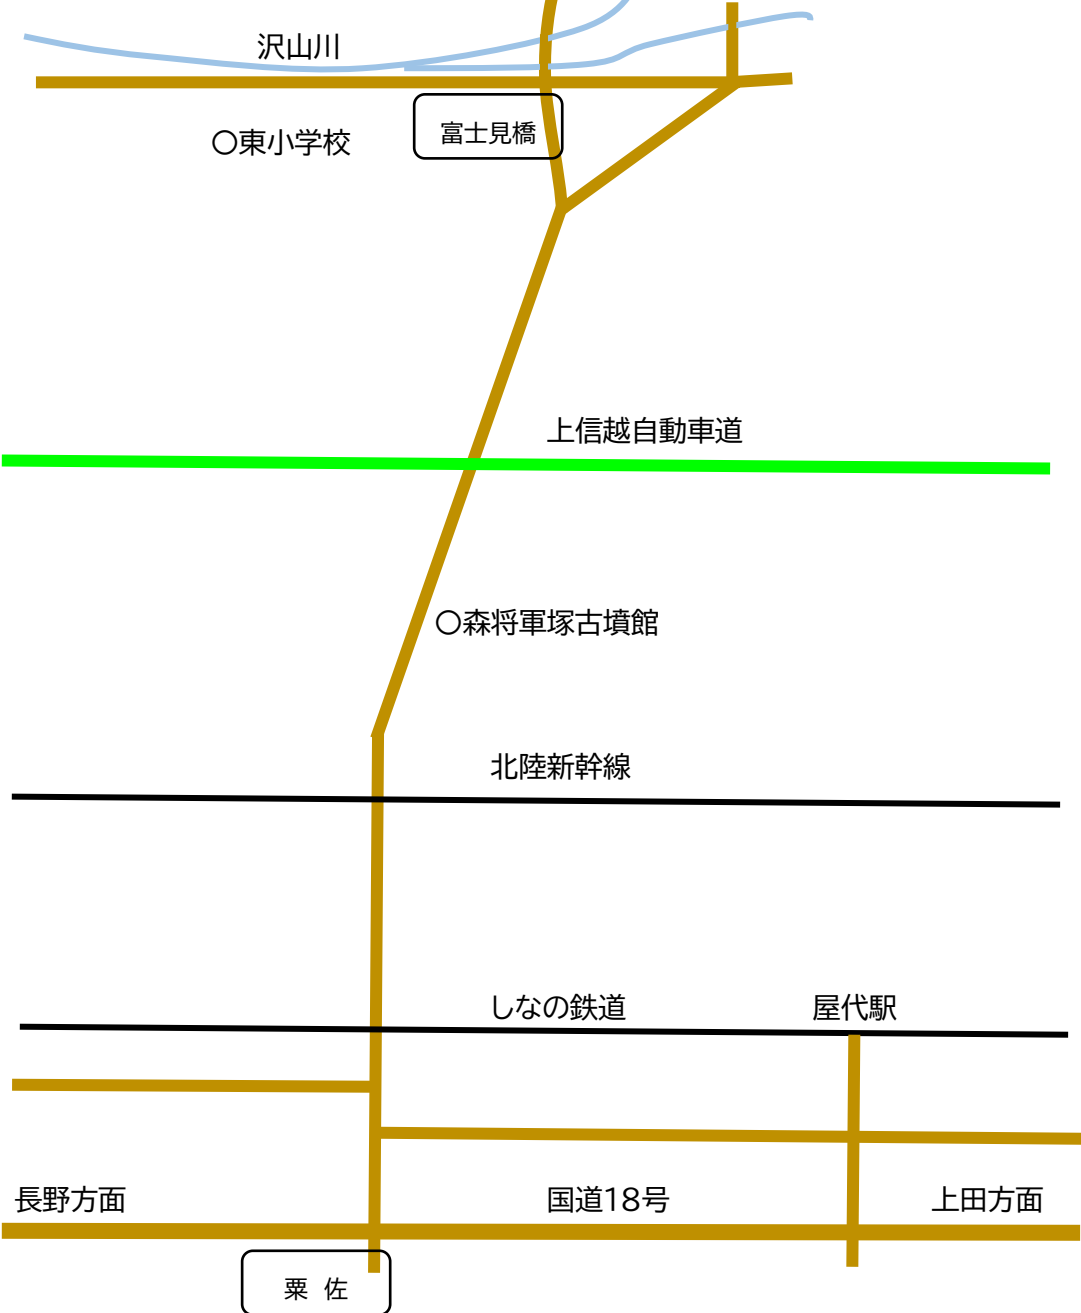 沢山川
富士見橋
○東小学校
上信越自動車道
○森将軍塚古墳館
北陸新幹線
しなの鉄道
屋代駅
長野方面
国道18号
上田方面
粟 佐